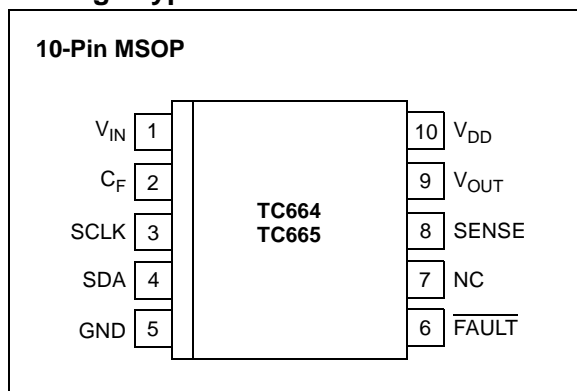 10-Pin MSOP
VIN 1
CF 2
SCLK 3
SDA 4
GND 5
TC664
TC665
10 VDD
9 VOUT
8 SENSE
7 NC
6 FAULT